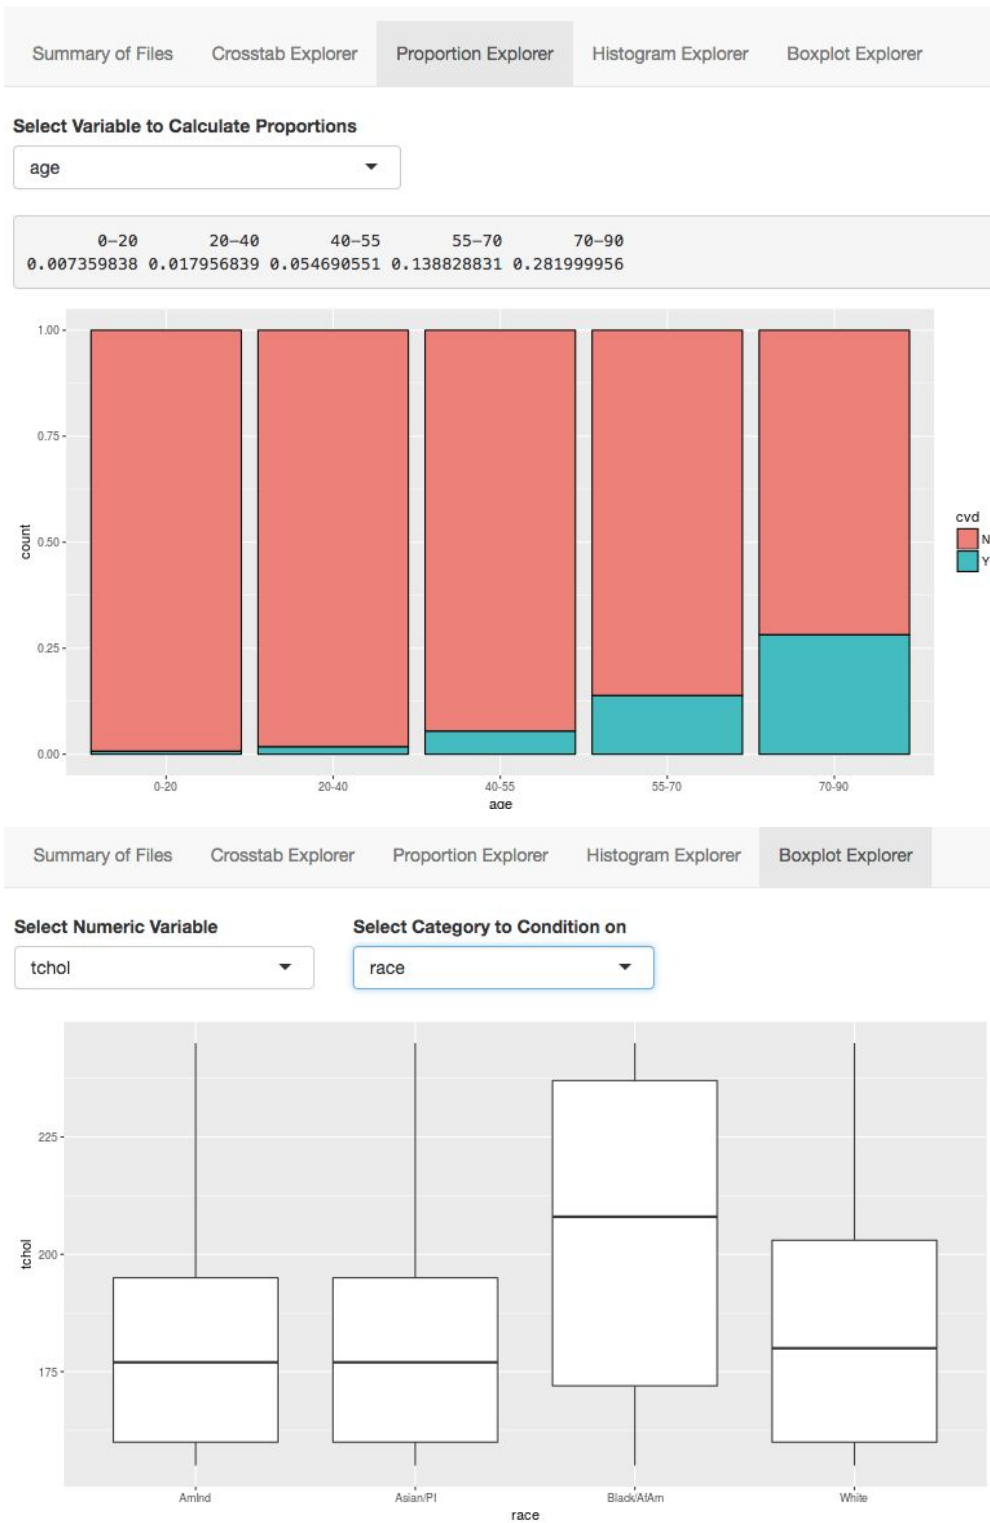 Summary of Files Crosstab Explorer Proportion Explorer Histogram Explorer Boxplot Explorer
Select Variable to Calculate Proportions
age
0-20 20-40 40-55 55-70 70-90
0.007359838 0.017956839 0.054690551 0.138828831 0.281999956
1.00
0.75
0.50
0.25
0.00
count
cvd
N
Y
0-20 20-40 40-55 55-70 70-90
age
Summary of Files Crosstab Explorer Proportion Explorer Histogram Explorer Boxplot Explorer
Select Numeric Variable Select Category to Condition on
tchol race
225
200
175
tchol
AmInd Asian/PI Black/AfAm White
race